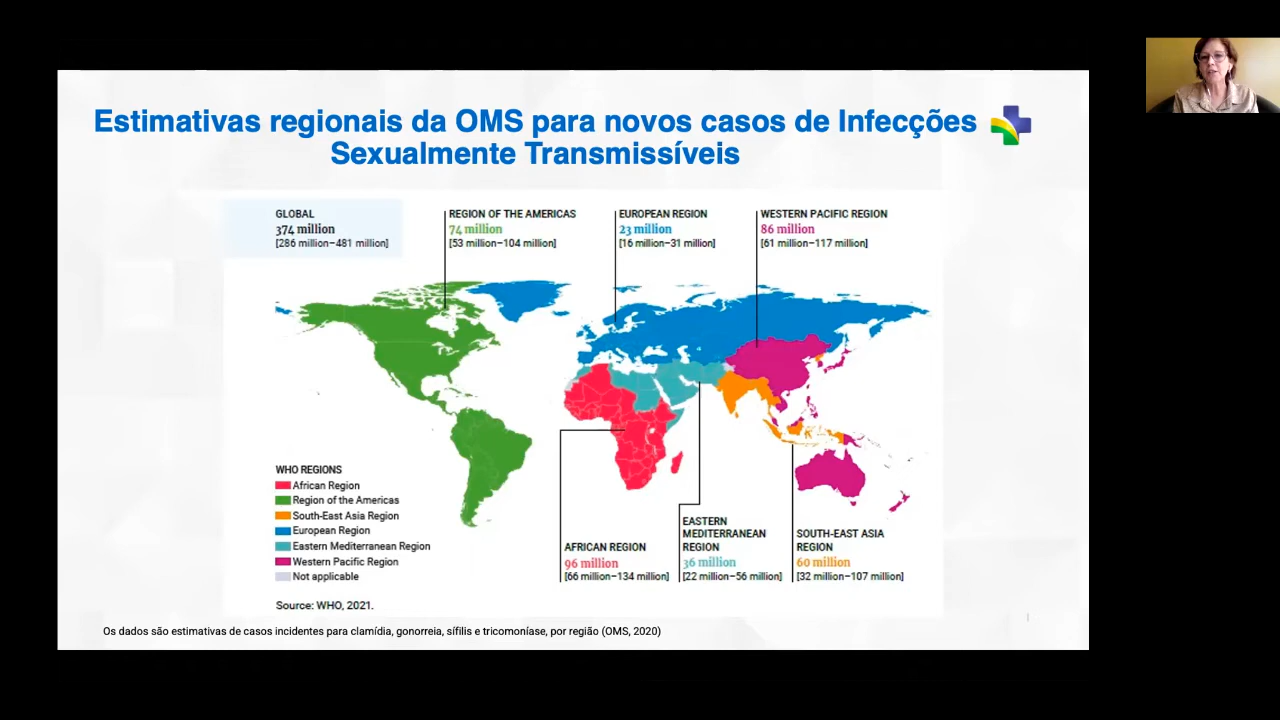 Estimativas regionais da OMS para novos casos de Infecções
Sexualmente Transmissíveis
GLOBAL
374 million
[286 million–481 million]
REGION OF THE AMERICAS
74 million
[53 million–104 million]
EUROPEAN REGION
23 million
[16 million–31 million]
WESTERN PACIFIC REGION
86 million
[61 million–117 million]
WHO REGIONS
African Region
Region of the Americas
South-East Asia Region
European Region
Eastern Mediterranean Region
Western Pacific Region
Not applicable
AFRICAN REGION
96 million
[66 million–134 million]
EASTERN
MEDITERRANEAN
REGION
36 million
[22 million–56 million]
SOUTH-EAST ASIA
REGION
60 million
[32 million–107 million]
Source: WHO, 2021.
Os dados são estimativas de casos incidentes para clamídia, gonorreia, sífilis e tricomoníase, por região (OMS, 2020)